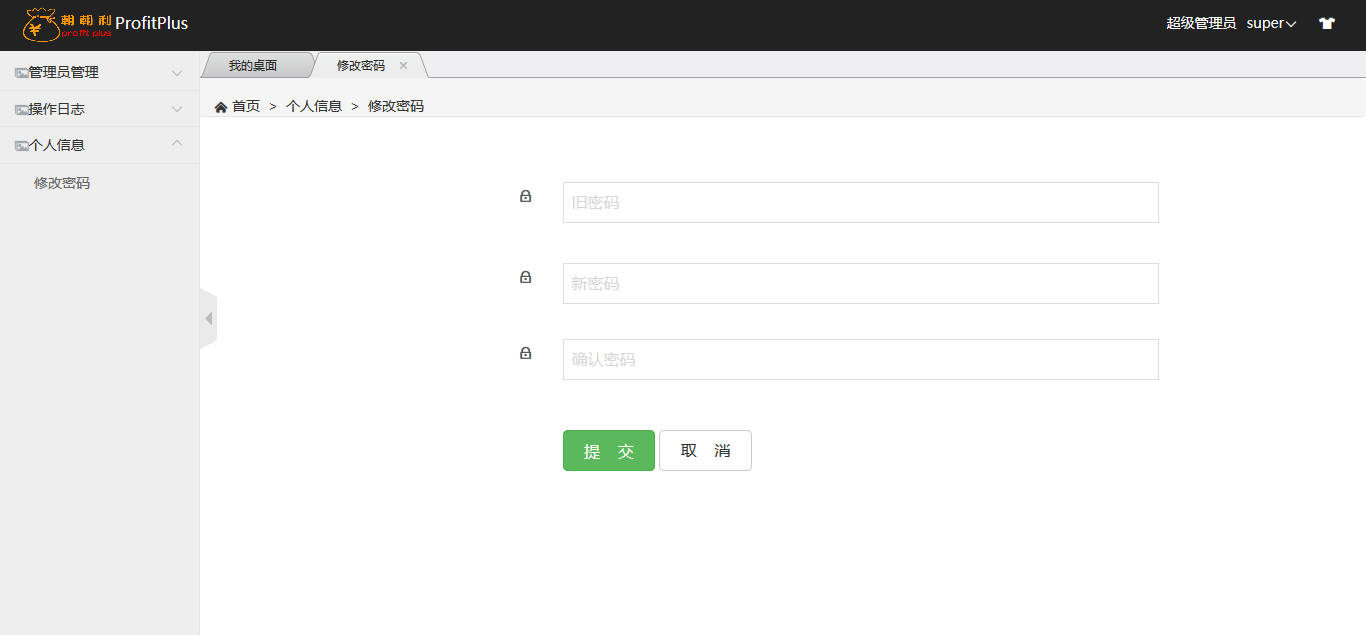 朝朝利
profit plus
ProfitPlus
超级管理员 super
管理员管理
操作日志
个人信息
修改密码
我的桌面
修改密码
首页 > 个人信息 > 修改密码
旧密码
新密码
确认密码
提 交
取 消